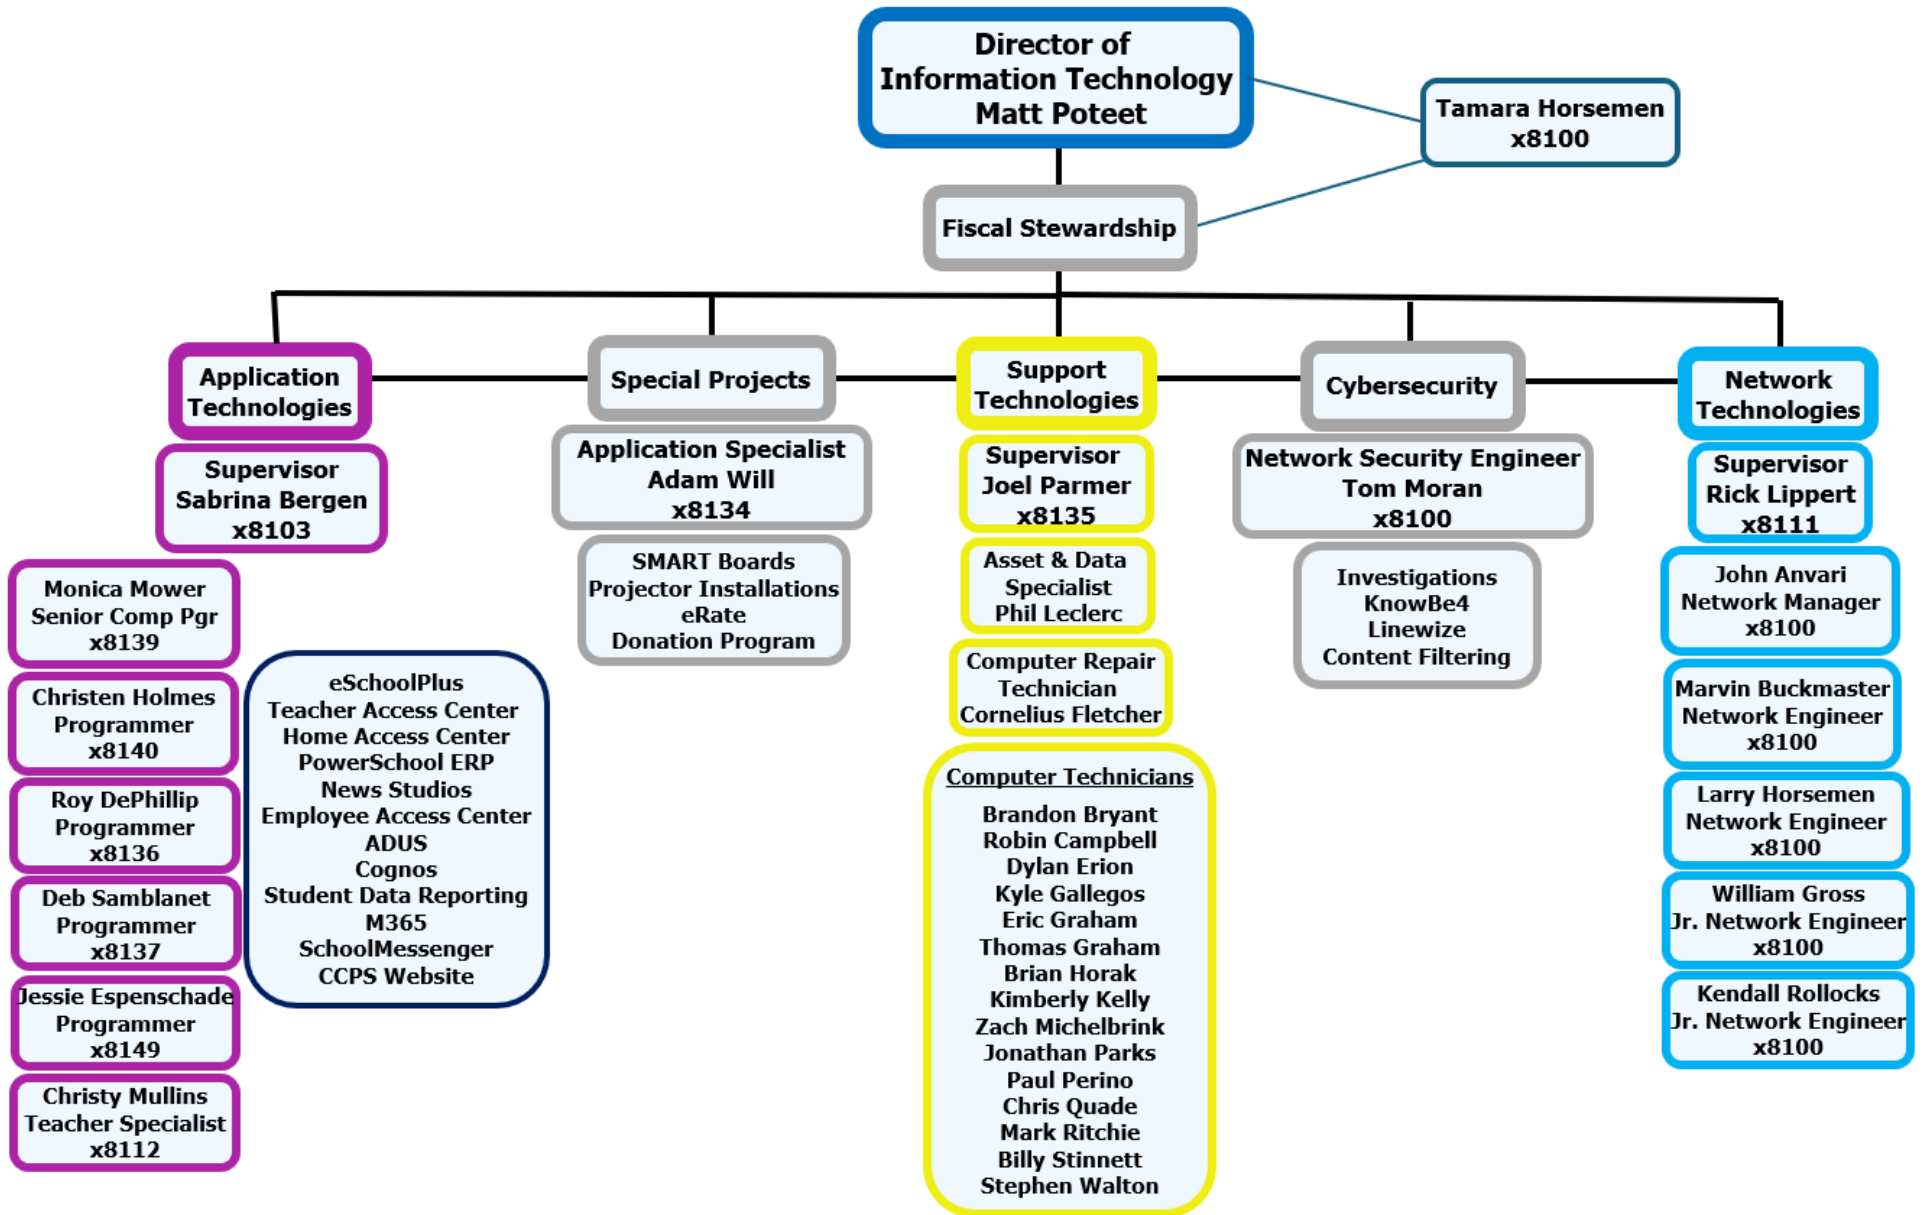 Director of
Information Technology
Matt Poteet
Tamara Horsemen
x8100
Fiscal Stewardship
Application
Technologies
Supervisor
Sabrina Bergen
x8103
Monica Mower
Senior Comp Pgr
x8139
Christen Holmes
Programmer
x8140
Roy DePhillip
Programmer
x8136
Deb Samblanet
Programmer
x8137
Jessie Espenschade
Programmer
x8149
Christy Mullins
Teacher Specialist
x8112
eSchoolPlus
Teacher Access Center
Home Access Center
PowerSchool ERP
News Studios
Employee Access Center
ADUS
Cognos
Student Data Reporting
M365
SchoolMessenger
CCPS Website
Special Projects
Application Specialist
Adam Will
x8134
SMART Boards
Projector Installations
eRate
Donation Program
Support
Technologies
Supervisor
Joel Parmer
x8135
Asset & Data
Specialist
Phil Leclerc
Computer Repair
Technician
Cornelius Fletcher
Computer Technicians
Brandon Bryant
Robin Campbell
Dylan Erion
Kyle Gallegos
Eric Graham
Thomas Graham
Brian Horak
Kimberly Kelly
Zach Michelbrink
Jonathan Parks
Paul Perino
Chris Quade
Mark Ritchie
Billy Stinnett
Stephen Walton
Cybersecurity
Network Security Engineer
Tom Moran
x8100
Investigations
KnowBe4
Linewize
Content Filtering
Network
Technologies
Supervisor
Rick Lippert
x8111
John Anvari
Network Manager
x8100
Marvin Buckmaster
Network Engineer
x8100
Larry Horsemen
Network Engineer
x8100
William Gross
Jr. Network Engineer
x8100
Kendall Rollocks
Jr. Network Engineer
x8100